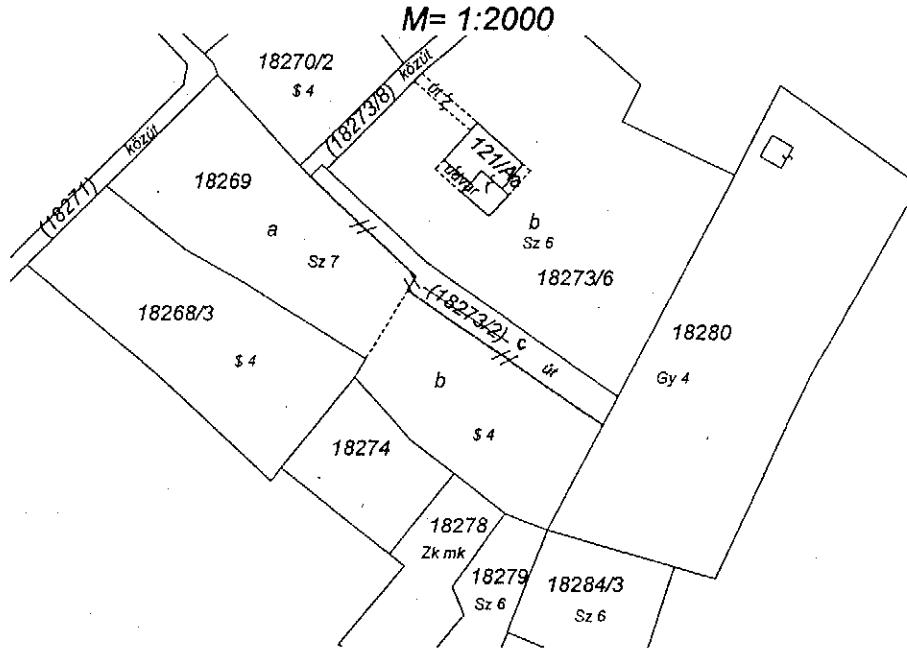 M= 1:2000
18270/2
$ 4
közút
(18273/8)
út 2
121/A
udvar
közút
(18271)
18269
a
Sz 7
b
Sz 6
18273/6
18268/3
$ 4
(18273/2) c
út
18280
Gy 4
b
$ 4
18274
18278
Zk mk
18279
Sz 6
18284/3
Sz 6